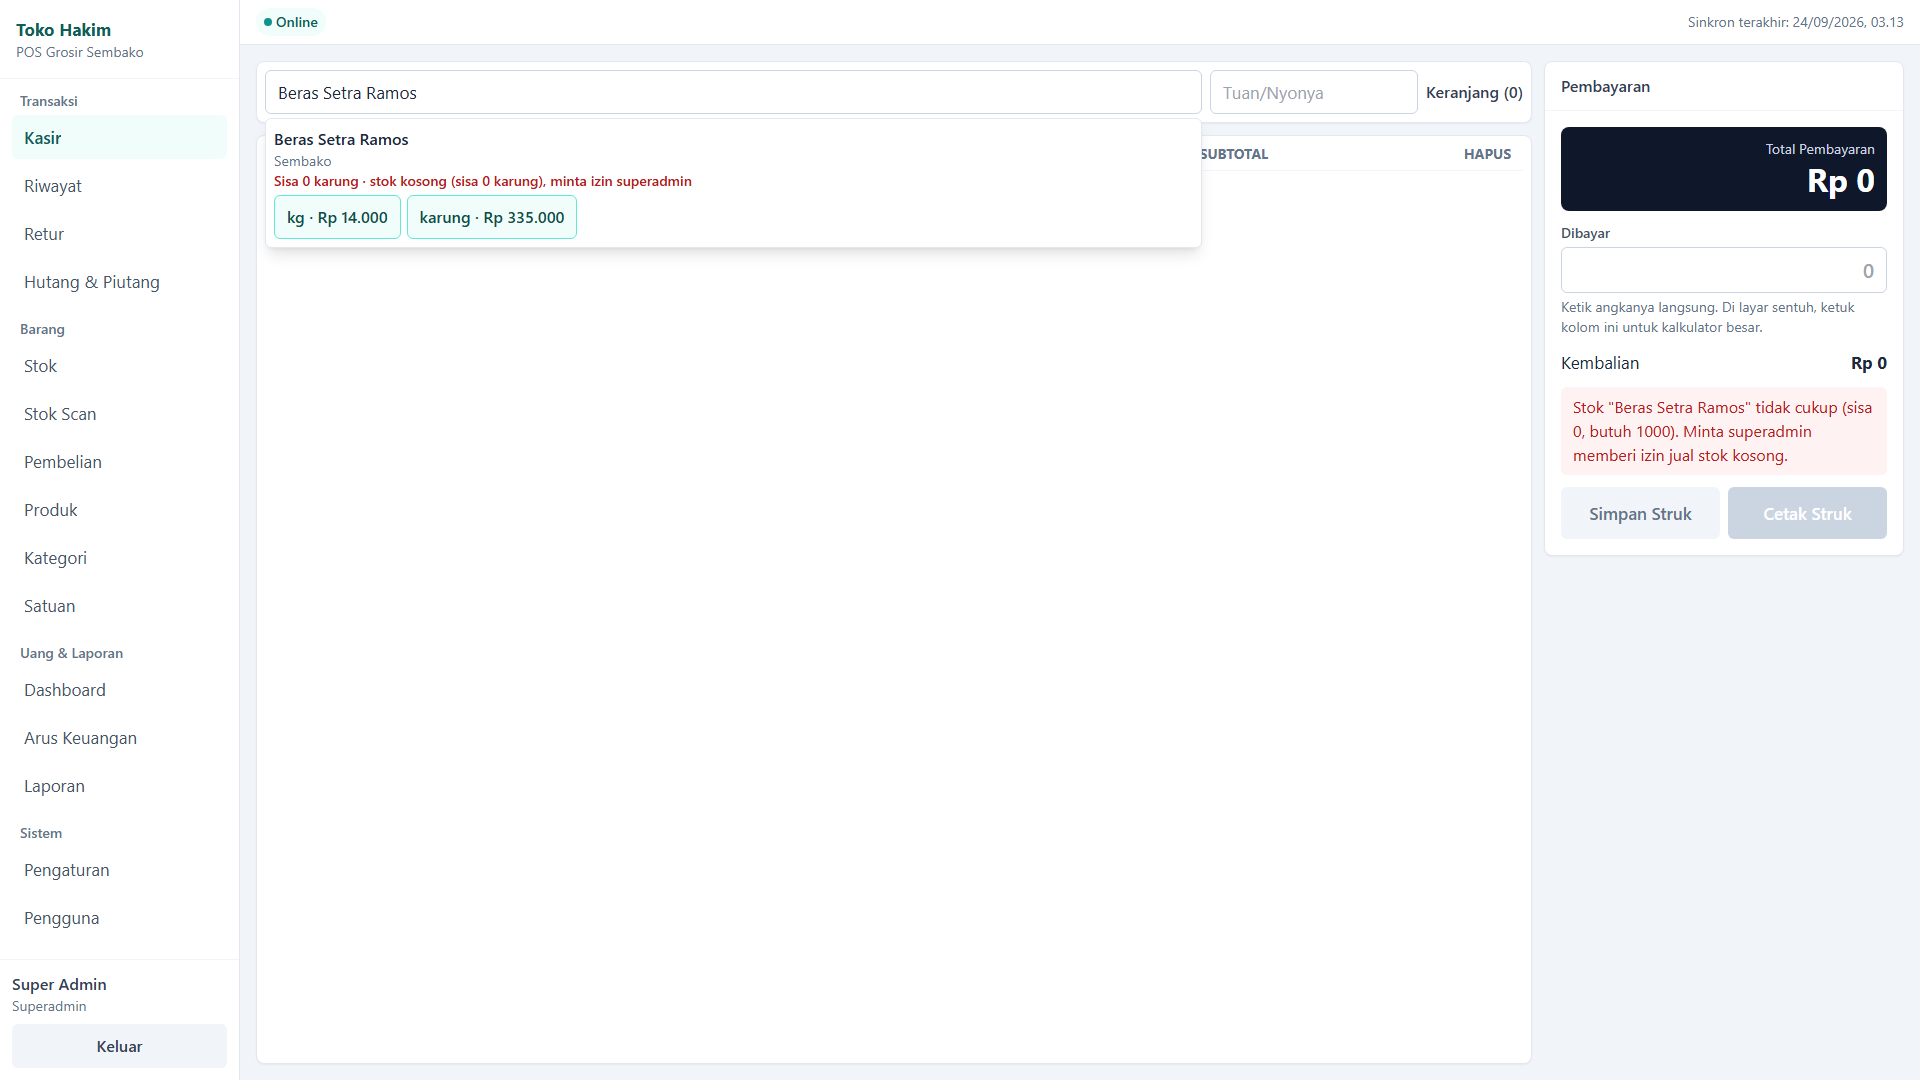 Toko Hakim
POS Grosir Sembako
Transaksi
Kasir
Riwayat
Retur
Hutang & Piutang
Barang
Stok
Stok Scan
Pembelian
Produk
Kategori
Satuan
Uang & Laporan
Dashboard
Arus Keuangan
Laporan
Sistem
Pengaturan
Pengguna
Super Admin
Superadmin
Keluar
Online
Sinkron terakhir: 24/09/2026, 03.13
Beras Setra Ramos
Tuan/Nyonya
Keranjang (0)
Beras Setra Ramos
Sembako
Sisa 0 karung · stok kosong (sisa 0 karung), minta izin superadmin
kg · Rp 14.000
karung · Rp 335.000
SUBTOTAL
HAPUS
Pembayaran
Total Pembayaran
Rp 0
Dibayar
0
Ketik angkanya langsung. Di layar sentuh, ketuk
kolom ini untuk kalkulator besar.
Kembalian
Rp 0
Stok "Beras Setra Ramos" tidak cukup (sisa
0, butuh 1000). Minta superadmin
memberi izin jual stok kosong.
Simpan Struk
Cetak Struk